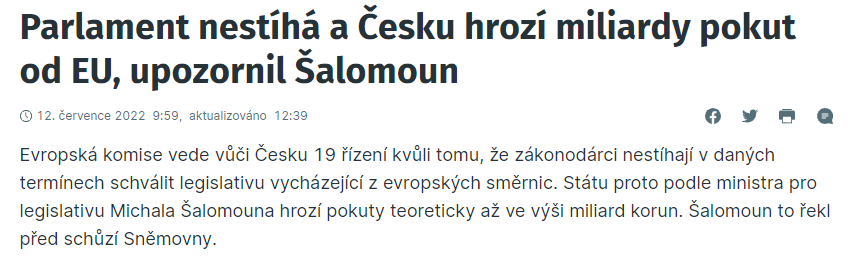 Parlament nestíhá a Česku hrozí miliardy pokut
od EU, upozornil Šalomoun
12. července 2022 9:59, aktualizováno 12:39
Evropská komise vede vůči Česku 19 řízení kvůli tomu, že zákonodárci nestíhají v daných
termínech schválit legislativu vycházející z evropských směrnic. Státu proto podle ministra pro
legislativu Michala Šalomouna hrozí pokuty teoreticky až ve výši miliard korun. Šalomoun to řekl
před schůzí Sněmovny.